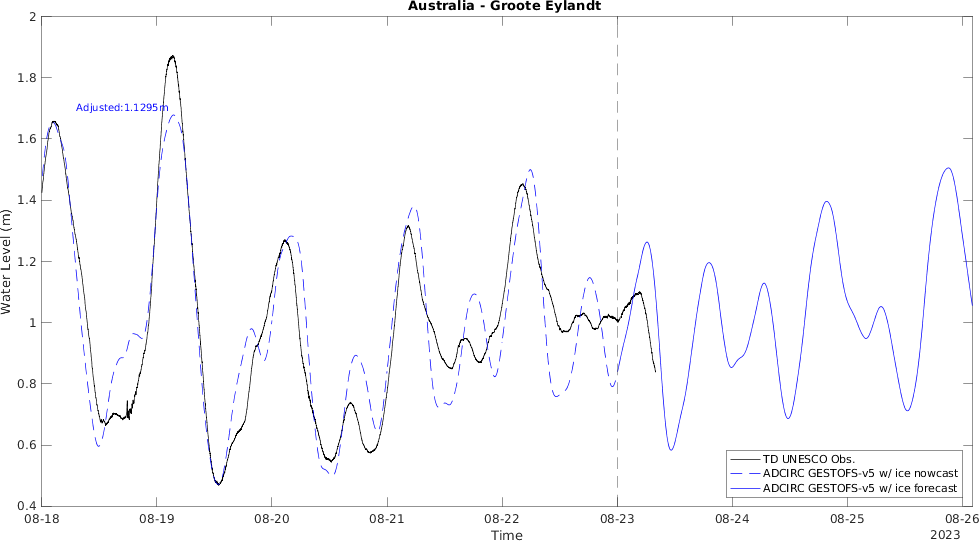 Australia - Groote Eylandt
2
1.8
Adjusted:1.1295m
1.6
1.4
1.2
1
0.8
0.6
0.4
Water Level (m)
TD UNESCO Obs.
ADCIRC GESTOFS-v5 w/ ice nowcast
ADCIRC GESTOFS-v5 w/ ice forecast
08-18 08-19 08-20 08-21 08-22 08-23 08-24 08-25 08-26
Time
2023